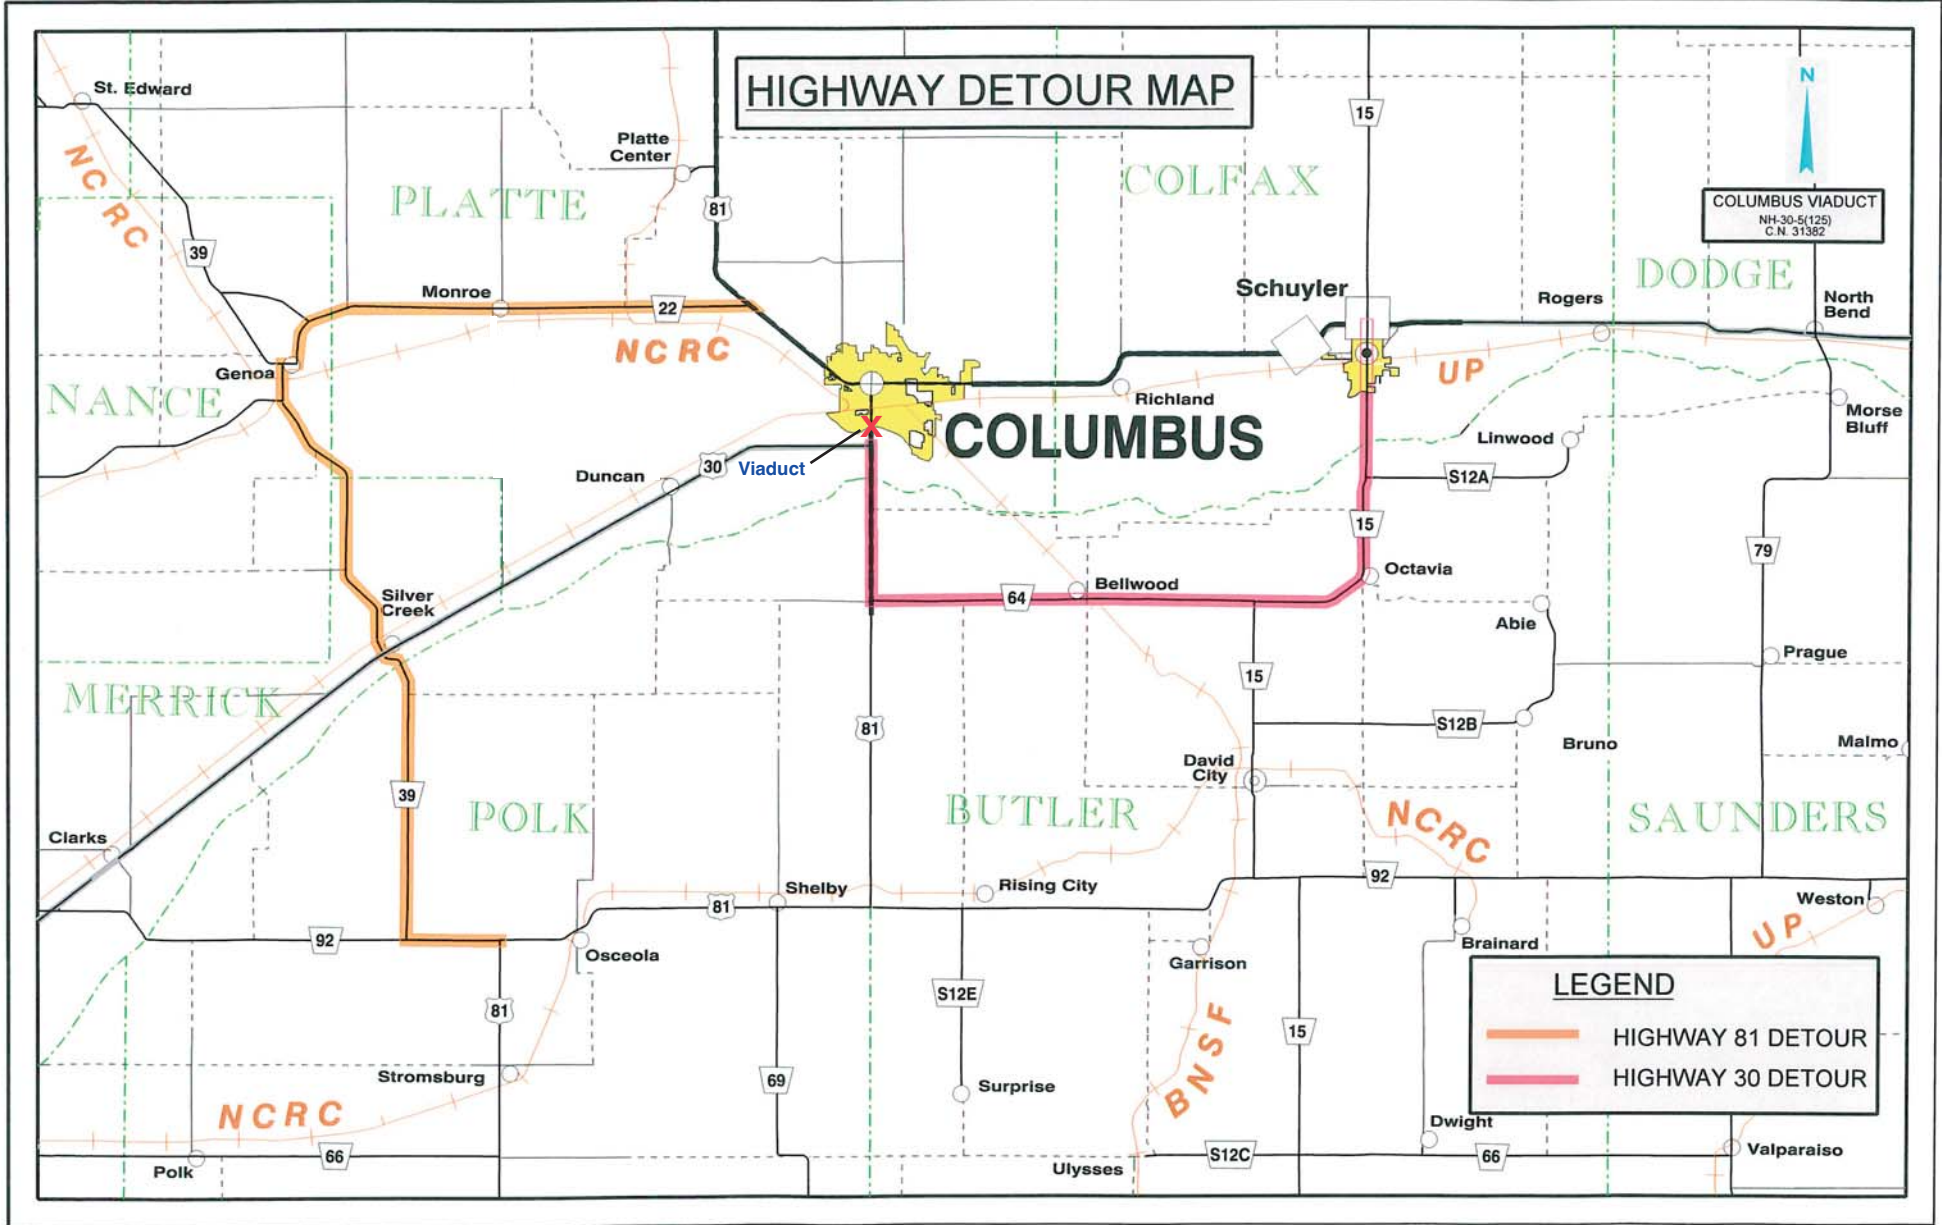 HIGHWAY DETOUR MAP
N
COLUMBUS VIADUCT
NH-30-5(125)
C.N. 31382
St. Edward
Platte
Center
15
NC RC
PLATTE
COLFAX
81
39
DODGE
Schuyler
Rogers
North
Bend
Monroe
22
NCRC
Genoa
UP
NANCE
Richland
Morse
Bluff
COLUMBUS
Linwood
Duncan
30
Viaduct
S12A
15
79
Octavia
Silver
Creek
64
Bellwood
Abie
Prague
15
MERRICK
81
S12B
Bruno
Malmo
David
City
39
POLK
BUTLER
NCRC
SAUNDERS
Clarks
92
Shelby
Rising City
81
Weston
92
Osceola
Brainard
UP
Garrison
S12E
81
LEGEND
HIGHWAY 81 DETOUR
HIGHWAY 30 DETOUR
15
BNSF
Stromsburg
69
Surprise
NCRC
Dwight
Polk
66
Ulysses
S12C
66
Valparaiso